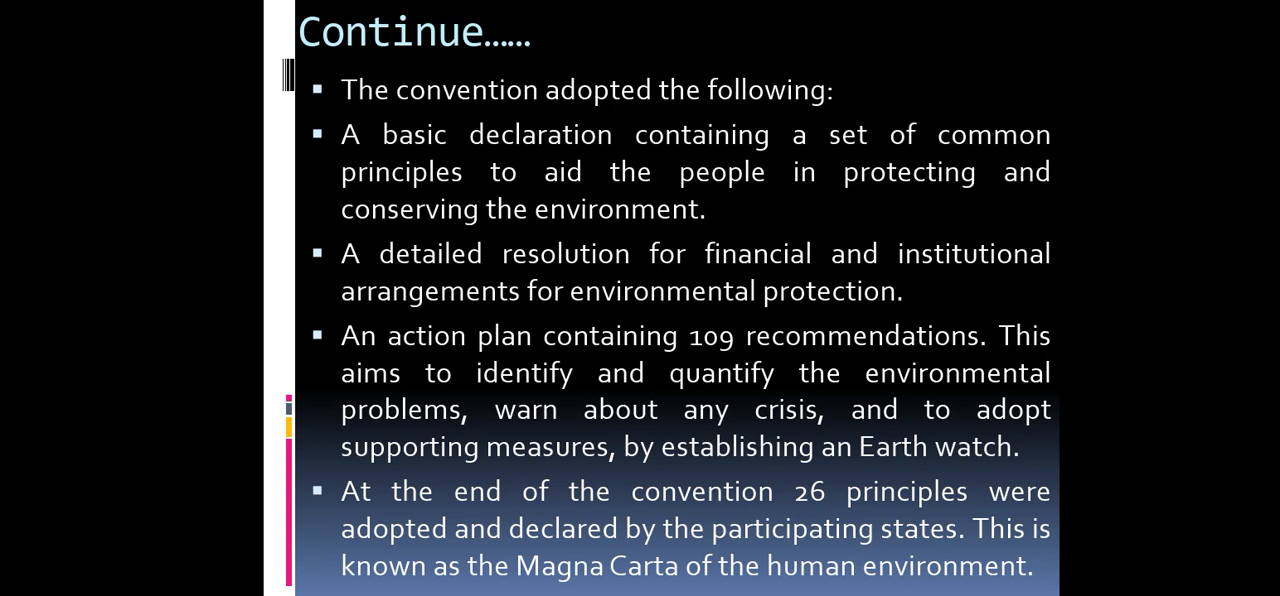 Continue……
▪ The convention adopted the following:
▪ A basic declaration containing a set of common
principles to aid the people in protecting and
conserving the environment.
▪ A detailed resolution for financial and institutional
arrangements for environmental protection.
▪ An action plan containing 109 recommendations. This
aims to identify and quantify the environmental
problems, warn about any crisis, and to adopt
supporting measures, by establishing an Earth watch.
▪ At the end of the convention 26 principles were
adopted and declared by the participating states. This is
known as the Magna Carta of the human environment.